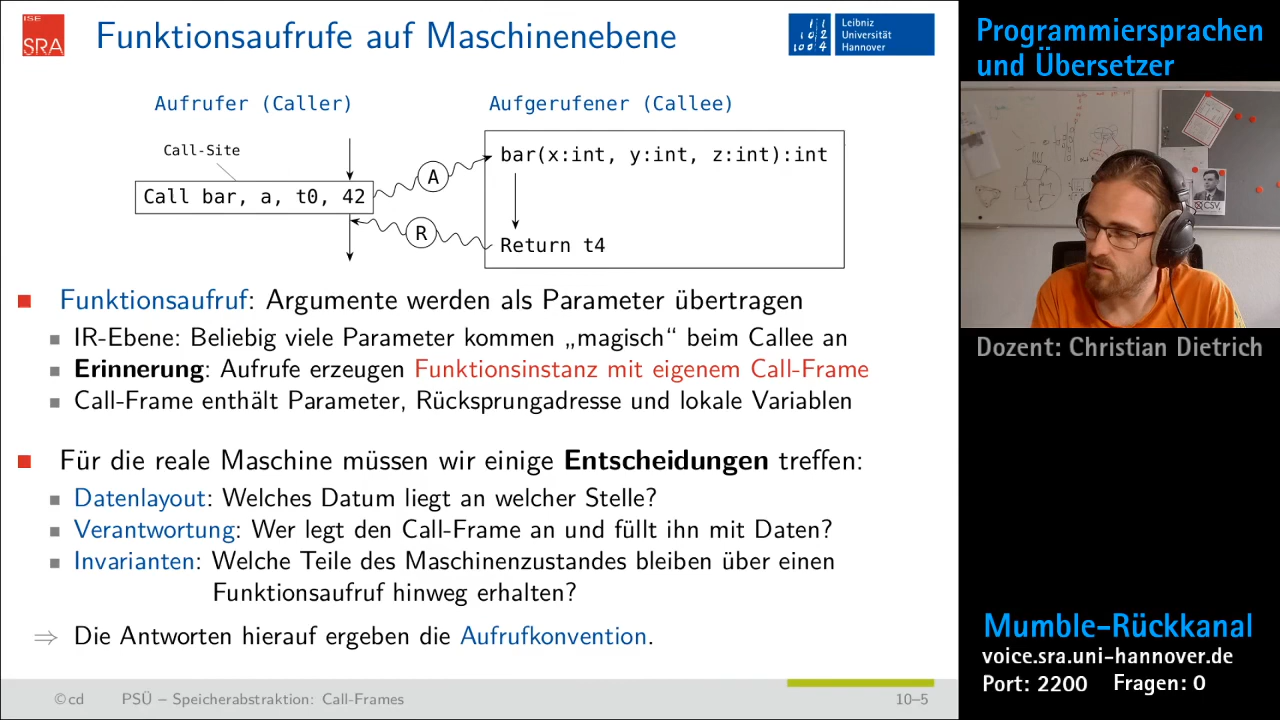 ISE
SRA
Funktionsaufrufe auf Maschinenebene
11
102
1004
Leibniz
Universität
Hannover
Aufrufer (Caller)
Aufgerufener (Callee)
Call-Site
Call bar, a, t0, 42
A
R
bar(x:int, y:int, z:int):int
Return t4
Funktionsaufruf: Argumente werden als Parameter übertragen
IR-Ebene: Beliebig viele Parameter kommen „magisch“ beim Callee an
Erinnerung: Aufrufe erzeugen Funktionsinstanz mit eigenem Call-Frame
Call-Frame enthält Parameter, Rücksprungadresse und lokale Variablen
Für die reale Maschine müssen wir einige Entscheidungen treffen:
Datenlayout: Welches Datum liegt an welcher Stelle?
Verantwortung: Wer legt den Call-Frame an und füllt ihn mit Daten?
Invarianten: Welche Teile des Maschinenzustandes bleiben über einen
Funktionsaufruf hinweg erhalten?
⇒ Die Antworten hierauf ergeben die Aufrufkonvention.
©cd PSÜ – Speicherabstraktion: Call-Frames 10–5
Programmiersprachen
und Übersetzer
CSV
Dozent: Christian Dietrich
Mumble-Rückkanal
voice.sra.uni-hannover.de
Port: 2200 Fragen: 0